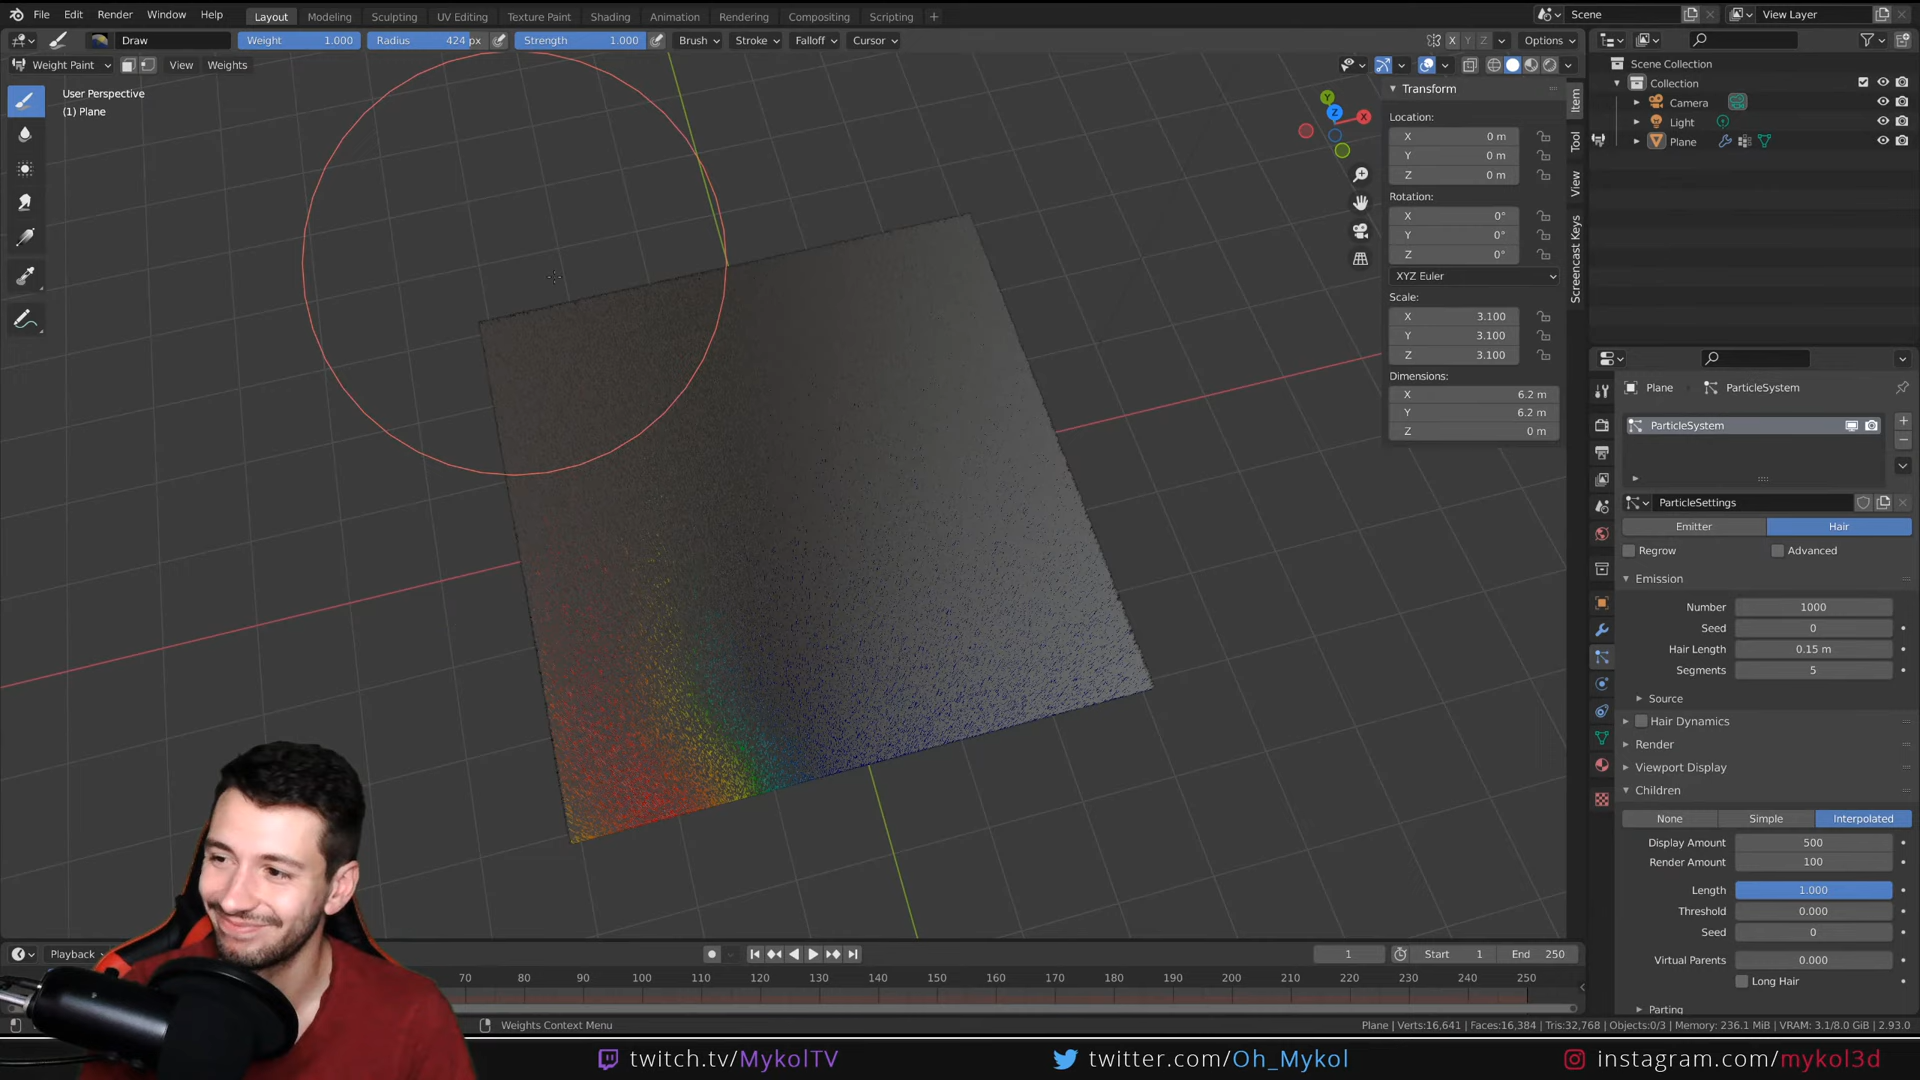 File Edit Render Window Help
Layout Modeling Sculpting UV Editing Texture Paint Shading Animation Rendering Compositing Scripting +
Scene View Layer
Draw Weight 1.000 Radius 424 px Strength 1.000 Brush Stroke Falloff Cursor
X Y Z Options
Weight Paint View Weights
User Perspective
(1) Plane
Y
Z
X
Transform
Location:
X 0 m
Y 0 m
Z 0 m
Rotation:
X 0°
Y 0°
Z 0°
XYZ Euler
Scale:
X 3.100
Y 3.100
Z 3.100
Dimensions:
X 6.2 m
Y 6.2 m
Z 0 m
Item
Tool
View
Screencast Keys
Scene Collection
Collection
Camera
Light
Plane
Plane ParticleSystem
ParticleSystem
ParticleSettings
Emitter Hair
Regrow Advanced
Emission
Number 1000
Seed 0
Hair Length 0.15 m
Segments 5
Source
Hair Dynamics
Render
Viewport Display
Children
None Simple Interpolated
Display Amount 500
Render Amount 100
Length 1.000
Threshold 0.000
Seed 0
Virtual Parents 0.000
Long Hair
Parting
Playback
1 Start 1 End 250
70 80 90 100 110 120 130 140 150 160 170 180 190 200 210 220 230 240 250
Weights Context Menu
Plane | Verts:16,641 | Faces:16,384 | Tris:32,768 | Objects:0/3 | Memory: 236.1 MiB | VRAM: 3.1/8.0 GiB | 2.93.0
twitch.tv/MykolTV twitter.com/Oh_Mykol instagram.com/mykol3d